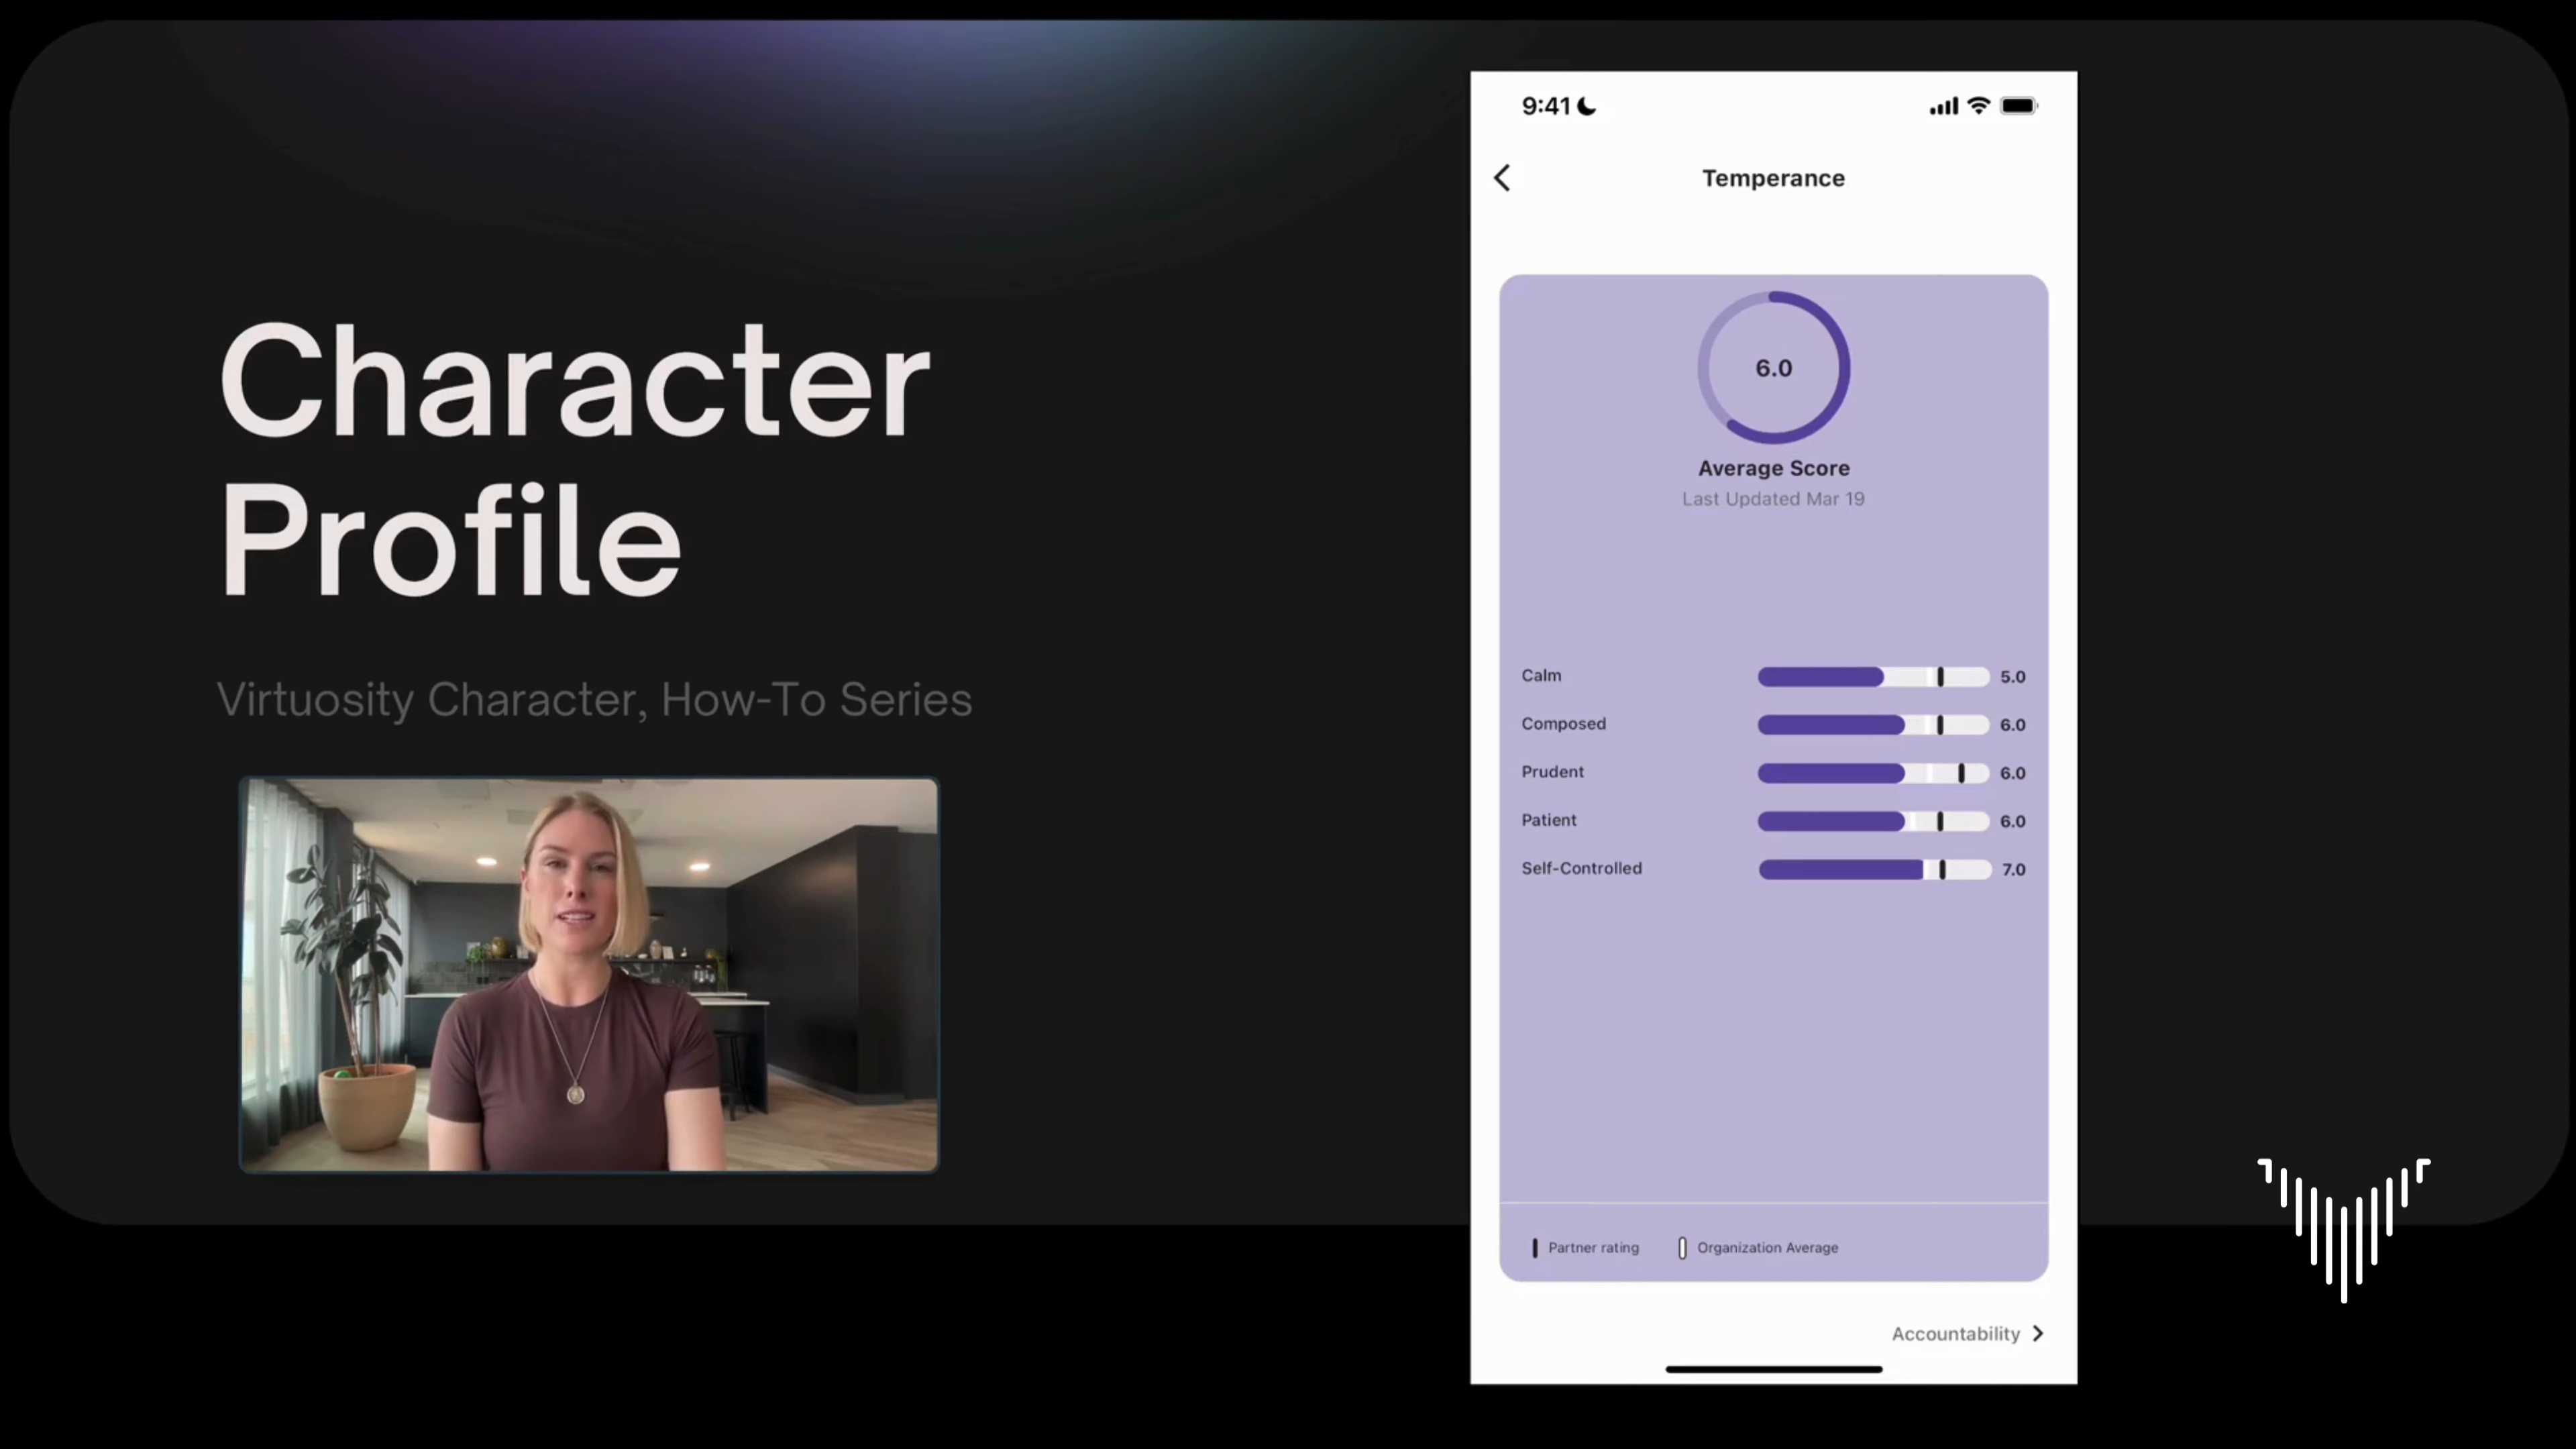 Character
Profile
Virtuosity Character, How-To Series
9:41
Temperance
6.0
Average Score
Last Updated Mar 19
Calm 5.0
Composed 6.0
Prudent 6.0
Patient 6.0
Self-Controlled 7.0
Partner rating Organization Average
Accountability